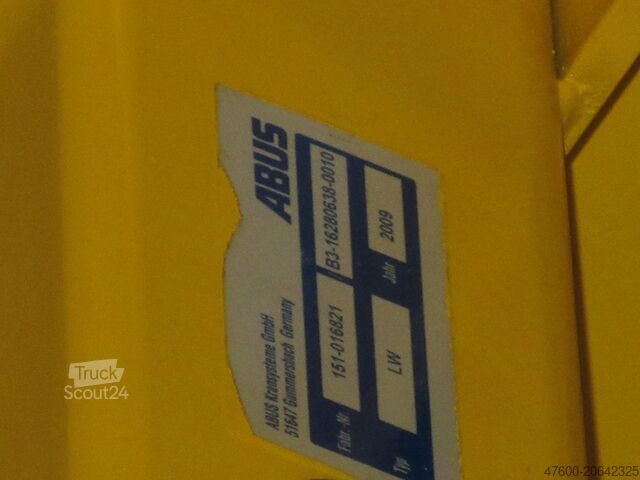 ABUS
ABUS Kransysteme GmbH
51647 Gummersbach Germany
Fabr.-Nr. 151-016821 B3-16280638-0010
Typ LW Jahr 2009
Truck
Scout24
47600-20642325